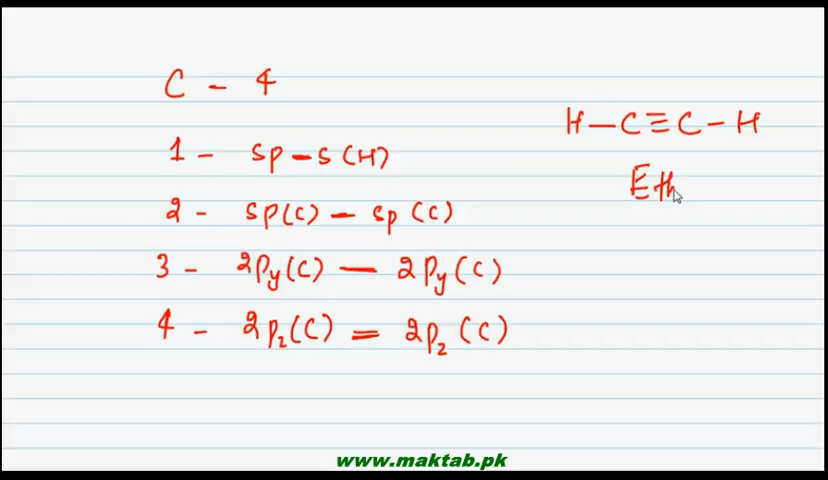 C - 4
1 - sp - s (H)
2 - sp(C) - sp (C)
3 - 2Py(C) — 2Py(C)
4 - 2Pz(C) = 2Pz(C)
H - C ≡ C - H
Eth
www.maktab.pk